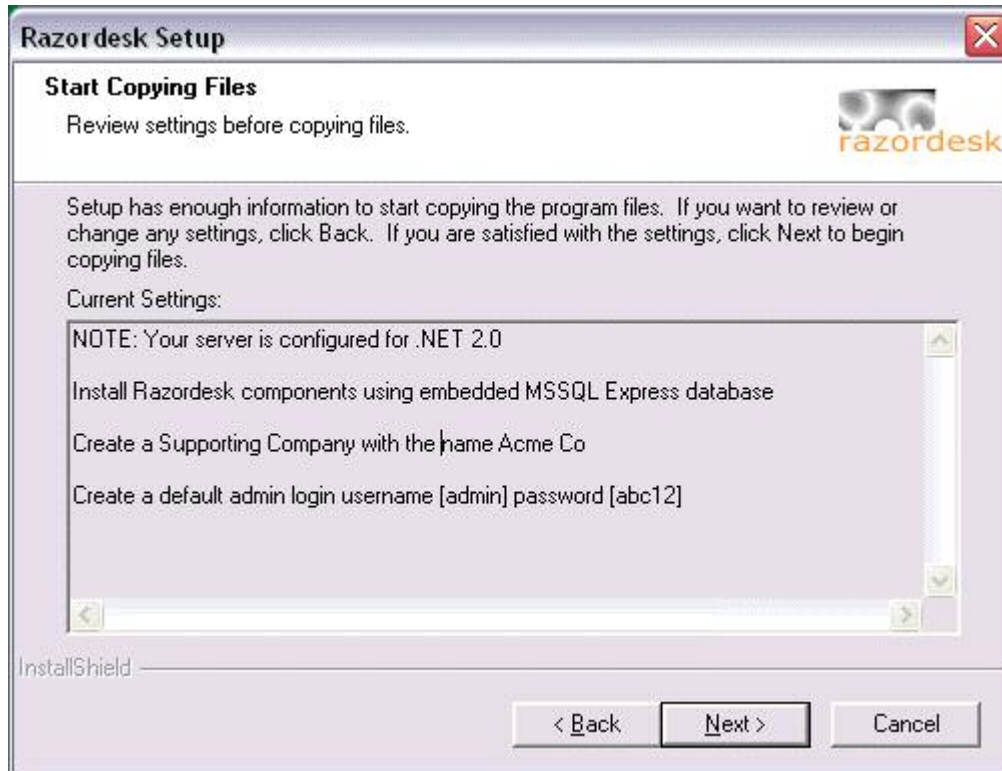 Razordesk Setup
Start Copying Files
Review settings before copying files.
razordesk
Setup has enough information to start copying the program files.  If you want to review or
change any settings, click Back.  If you are satisfied with the settings, click Next to begin
copying files.
Current Settings:
NOTE: Your server is configured for .NET 2.0
Install Razordesk components using embedded MSSQL Express database
Create a Supporting Company with the name Acme Co
Create a default admin login username [admin] password [abc12]
InstallShield
< Back
Next >
Cancel